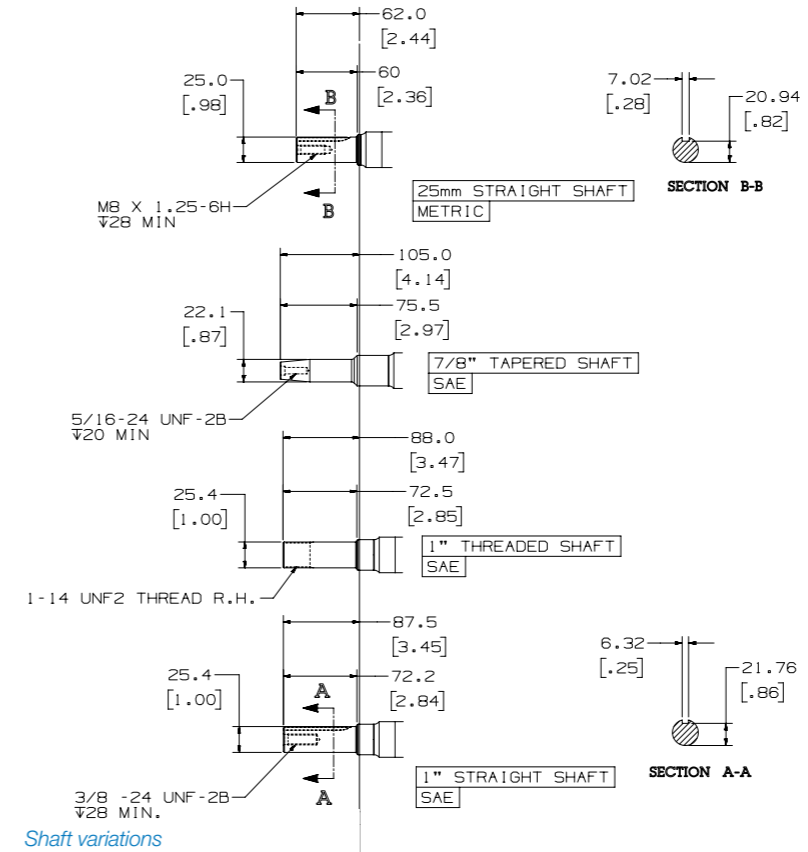 62.0
[2.44]
60
[2.36]
25.0
[.98]
B
B
M8 X 1.25-6H
↧28 MIN
25mm STRAIGHT SHAFT
METRIC
7.02
[.28]
20.94
[.82]
SECTION B-B
105.0
[4.14]
75.5
[2.97]
22.1
[.87]
7/8" TAPERED SHAFT
SAE
5/16-24 UNF-2B
↧20 MIN
88.0
[3.47]
72.5
[2.85]
25.4
[1.00]
1" THREADED SHAFT
SAE
1-14 UNF2 THREAD R.H.
87.5
[3.45]
72.2
[2.84]
25.4
[1.00]
A
A
3/8 -24 UNF-2B
↧28 MIN.
1" STRAIGHT SHAFT
SAE
6.32
[.25]
21.76
[.86]
SECTION A-A
Shaft variations